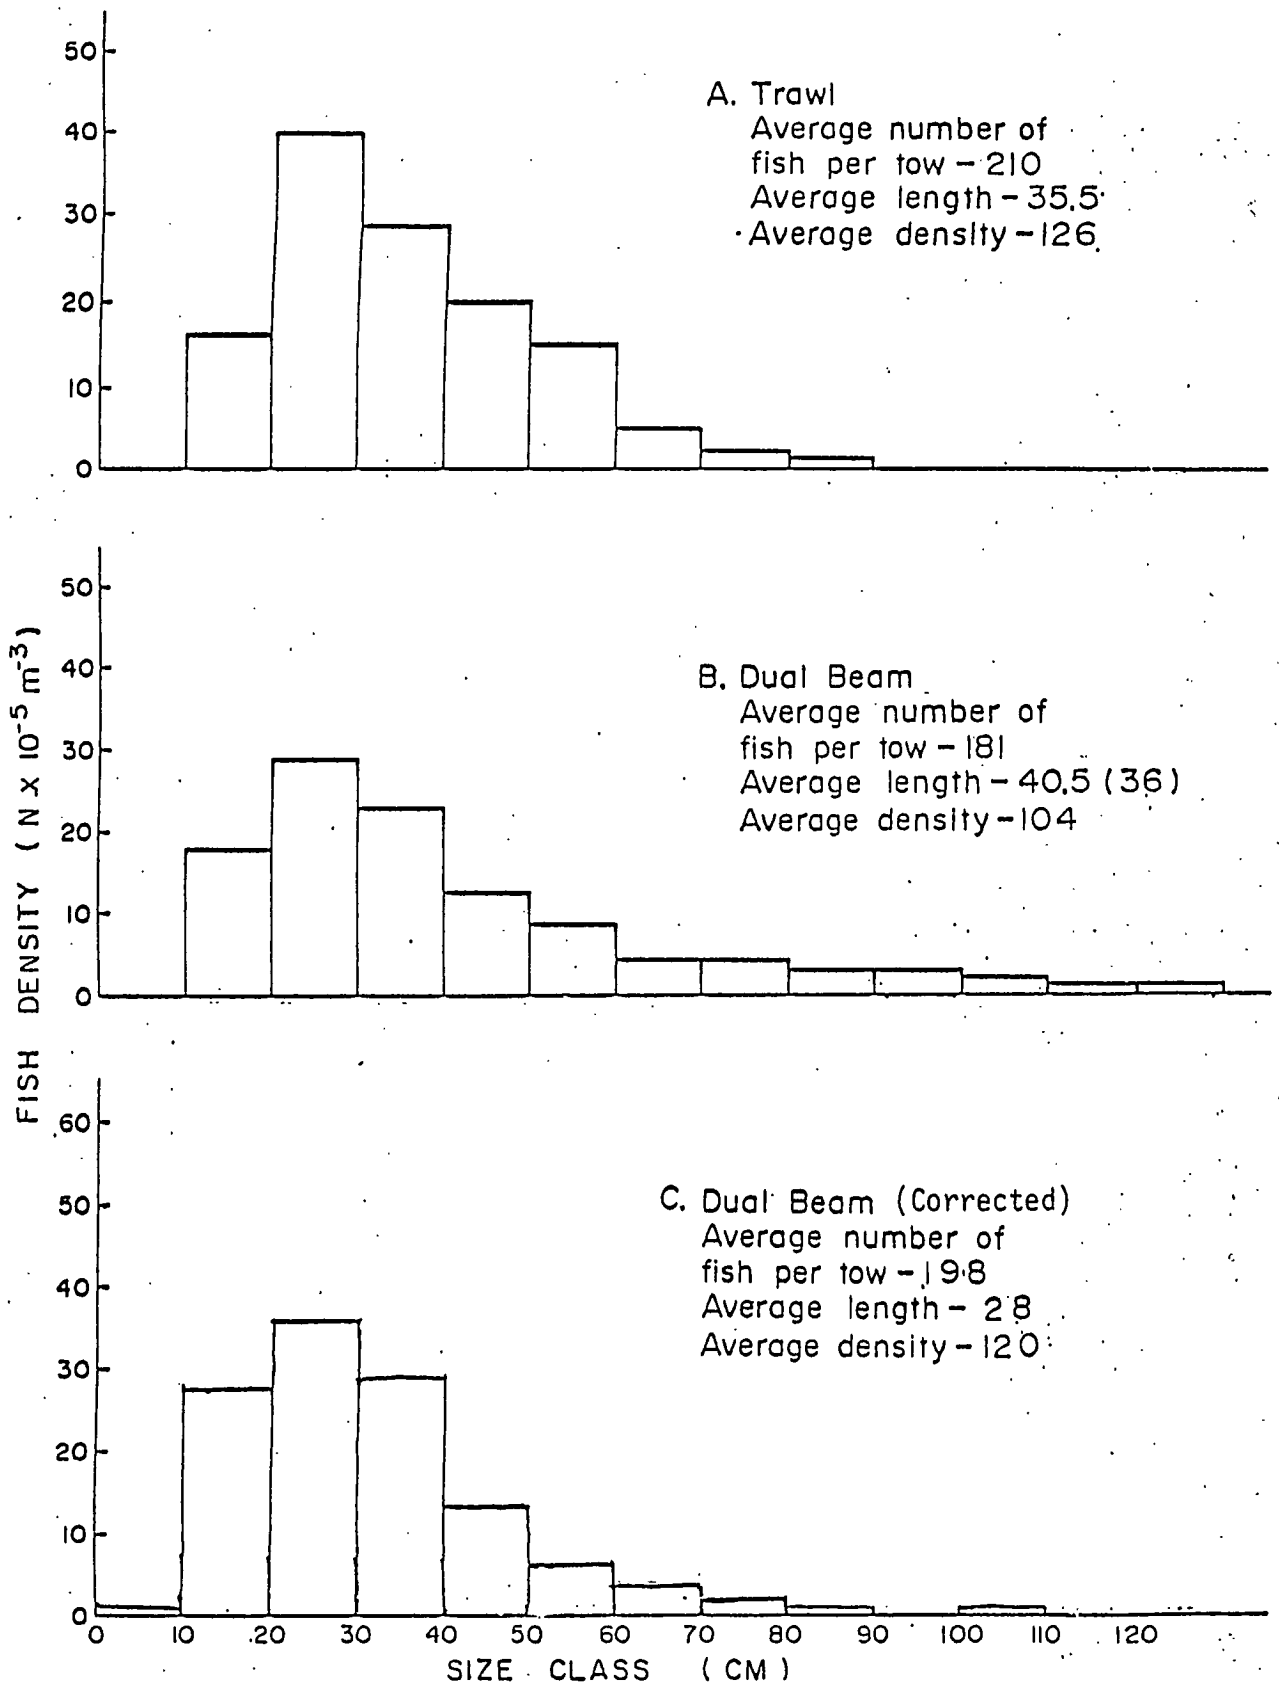 50
40
30
20
10
0
A. Trawl
Average number of
fish per tow - 210
Average length - 35.5
Average density - 126
50
40
30
20
10
0
B. Dual Beam
Average number of
fish per tow - 181
Average length - 40.5 (36)
Average density - 104
FISH DENSITY (N X 10⁻⁵ m⁻³)
60
50
40
30
20
10
0
C. Dual Beam (Corrected)
Average number of
fish per tow - 198
Average length - 28
Average density - 120
0 10 20 30 40 50 60 70 80 90 100 110 120
SIZE CLASS (CM)